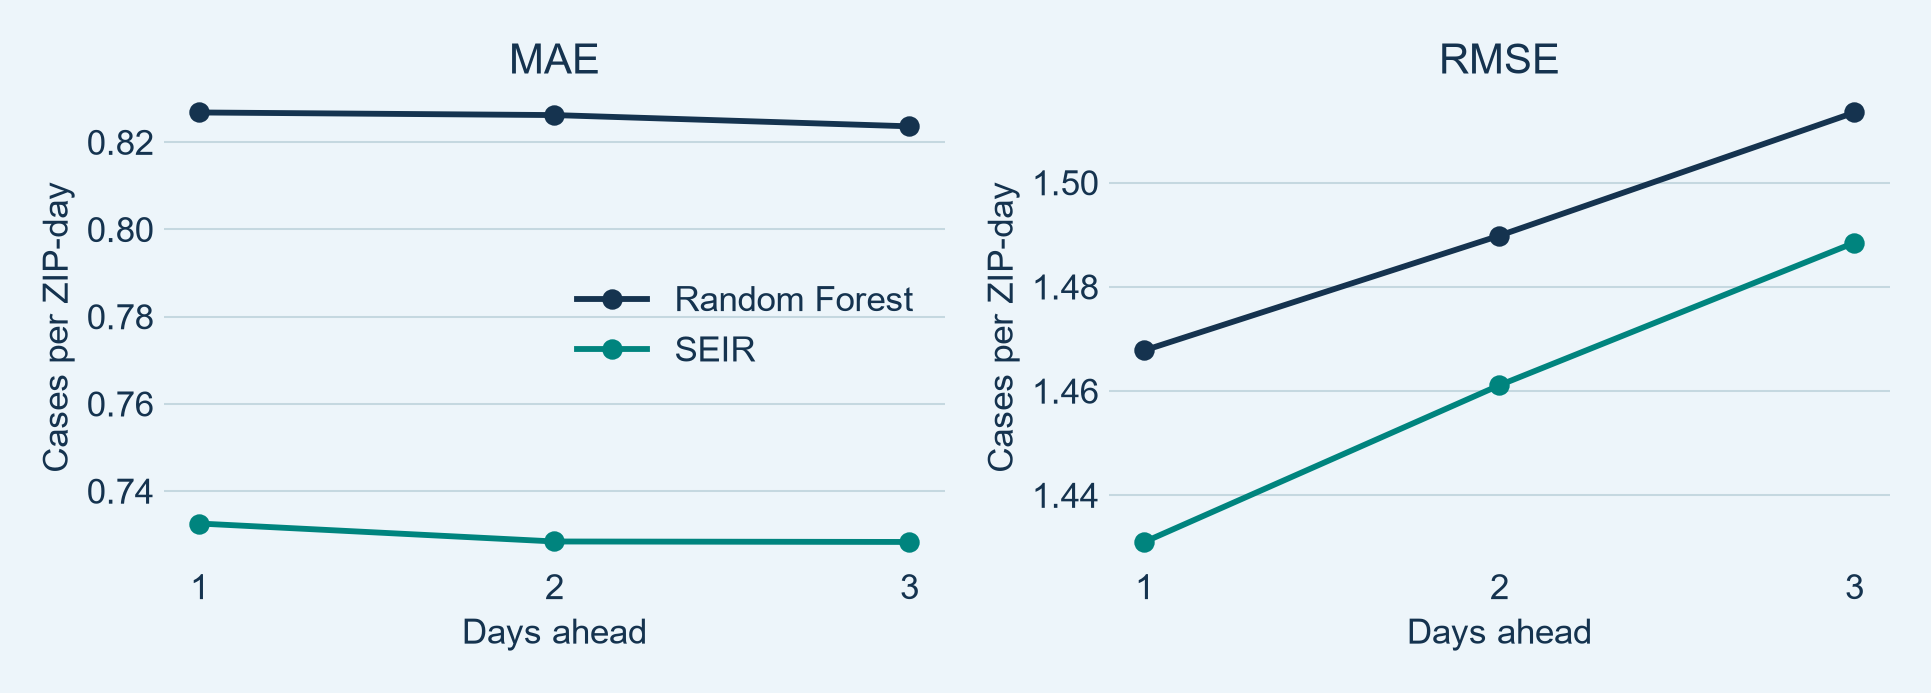 MAE
0.82
0.80
0.78
0.76
0.74
Cases per ZIP-day
Random Forest
SEIR
1
2
3
Days ahead
RMSE
1.50
1.48
1.46
1.44
Cases per ZIP-day
1
2
3
Days ahead